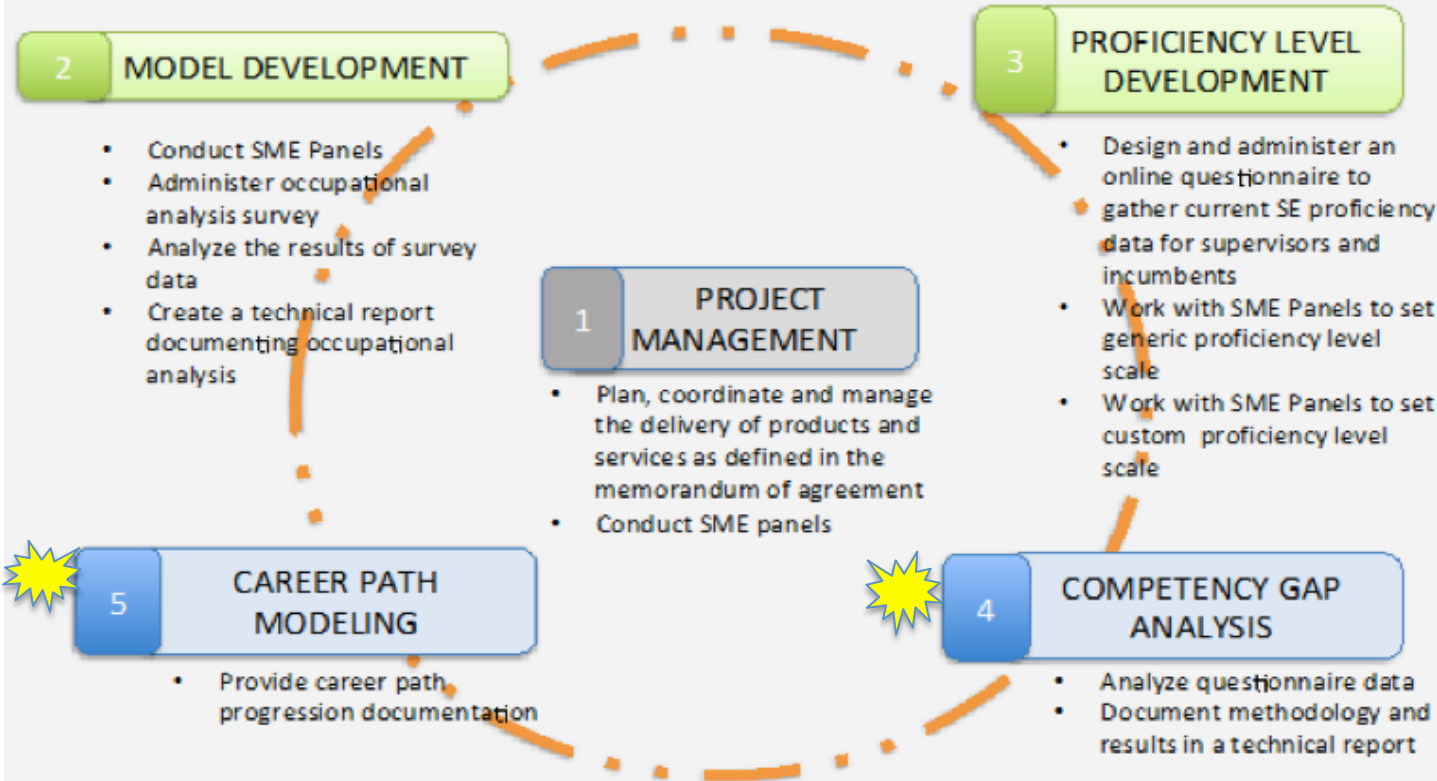 2
MODEL DEVELOPMENT
• Conduct SME Panels
• Administer occupational
analysis survey
• Analyze the results of survey
data
• Create a technical report
documenting occupational
analysis
3
PROFICIENCY LEVEL
DEVELOPMENT
• Design and administer an
online questionnaire to
gather current SE proficiency
data for supervisors and
incumbents
• Work with SME Panels to set
generic proficiency level
scale
• Work with SME Panels to set
custom proficiency level
scale
1
PROJECT
MANAGEMENT
• Plan, coordinate and manage
the delivery of products and
services as defined in the
memorandum of agreement
• Conduct SME panels
5
CAREER PATH
MODELING
• Provide career path
progression documentation
4
COMPETENCY GAP
ANALYSIS
• Analyze questionnaire data
• Document methodology and
results in a technical report